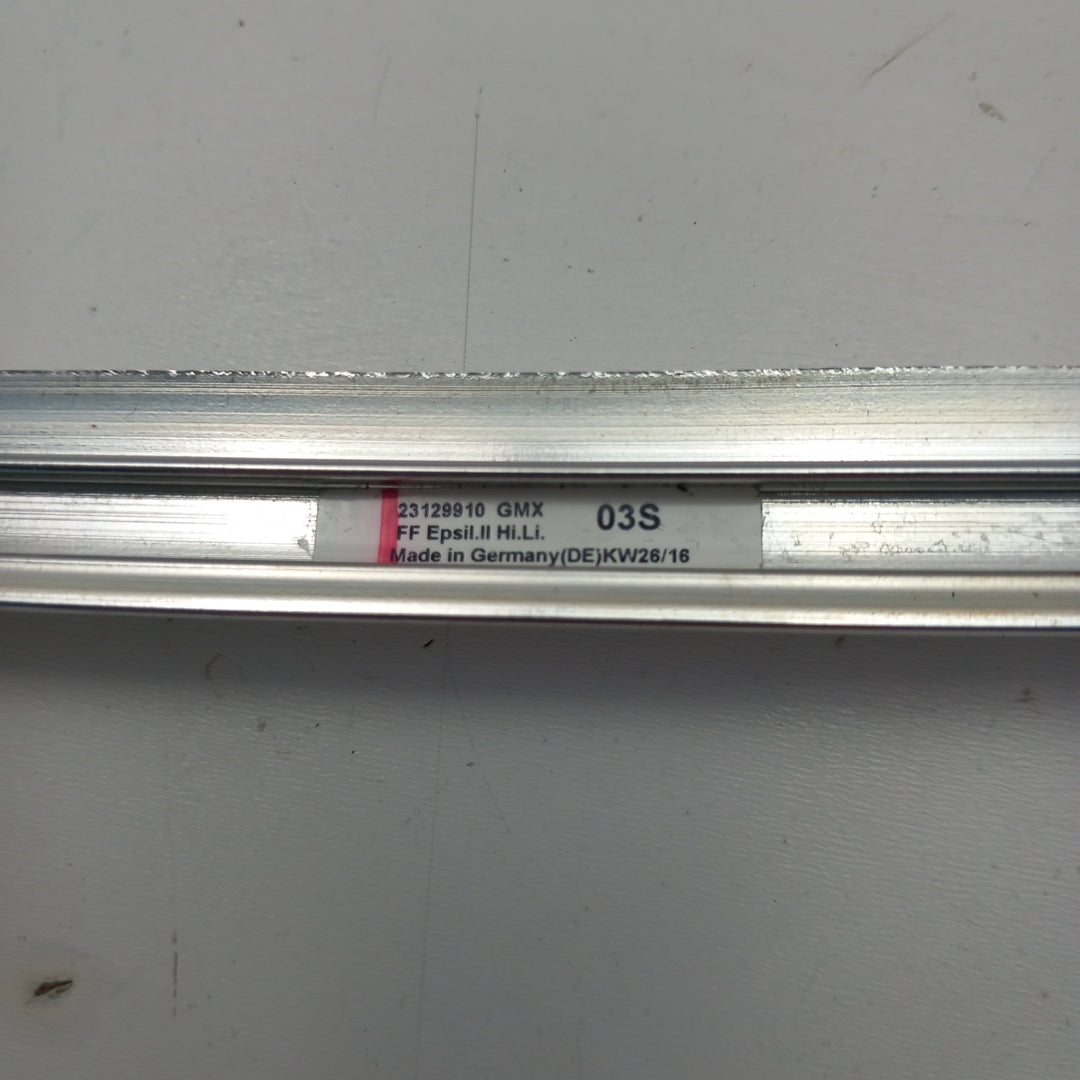 23129910 GMX 03S
FF Epsil.II Hi.Li.
Made in Germany(DE)KW26/16